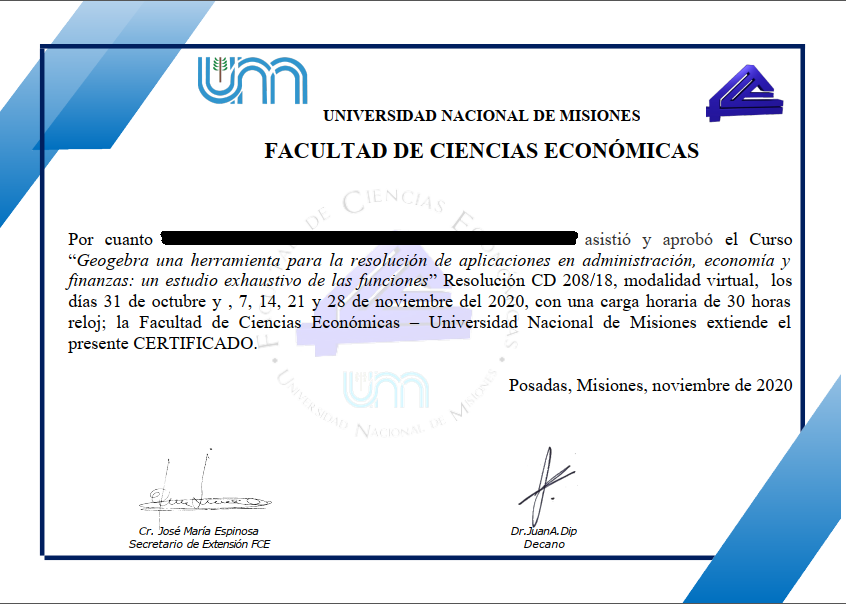 um
UNIVERSIDAD NACIONAL DE MISIONES
FACULTAD DE CIENCIAS ECONÓMICAS
Por cuanto asistió y aprobó el Curso
“Geogebra una herramienta para la resolución de aplicaciones en administración, economía y
finanzas: un estudio exhaustivo de las funciones” Resolución CD 208/18, modalidad virtual, los
días 31 de octubre y , 7, 14, 21 y 28 de noviembre del 2020, con una carga horaria de 30 horas
reloj; la Facultad de Ciencias Económicas – Universidad Nacional de Misiones extiende el
presente CERTIFICADO.
FACULTAD DE CIENCIAS ECONÓMICAS
um
UNIVERSIDAD NACIONAL DE MISIONES
Posadas, Misiones, noviembre de 2020
Cr. José María Espinosa
Secretario de Extensión FCE
Dr.JuanA.Dip
Decano